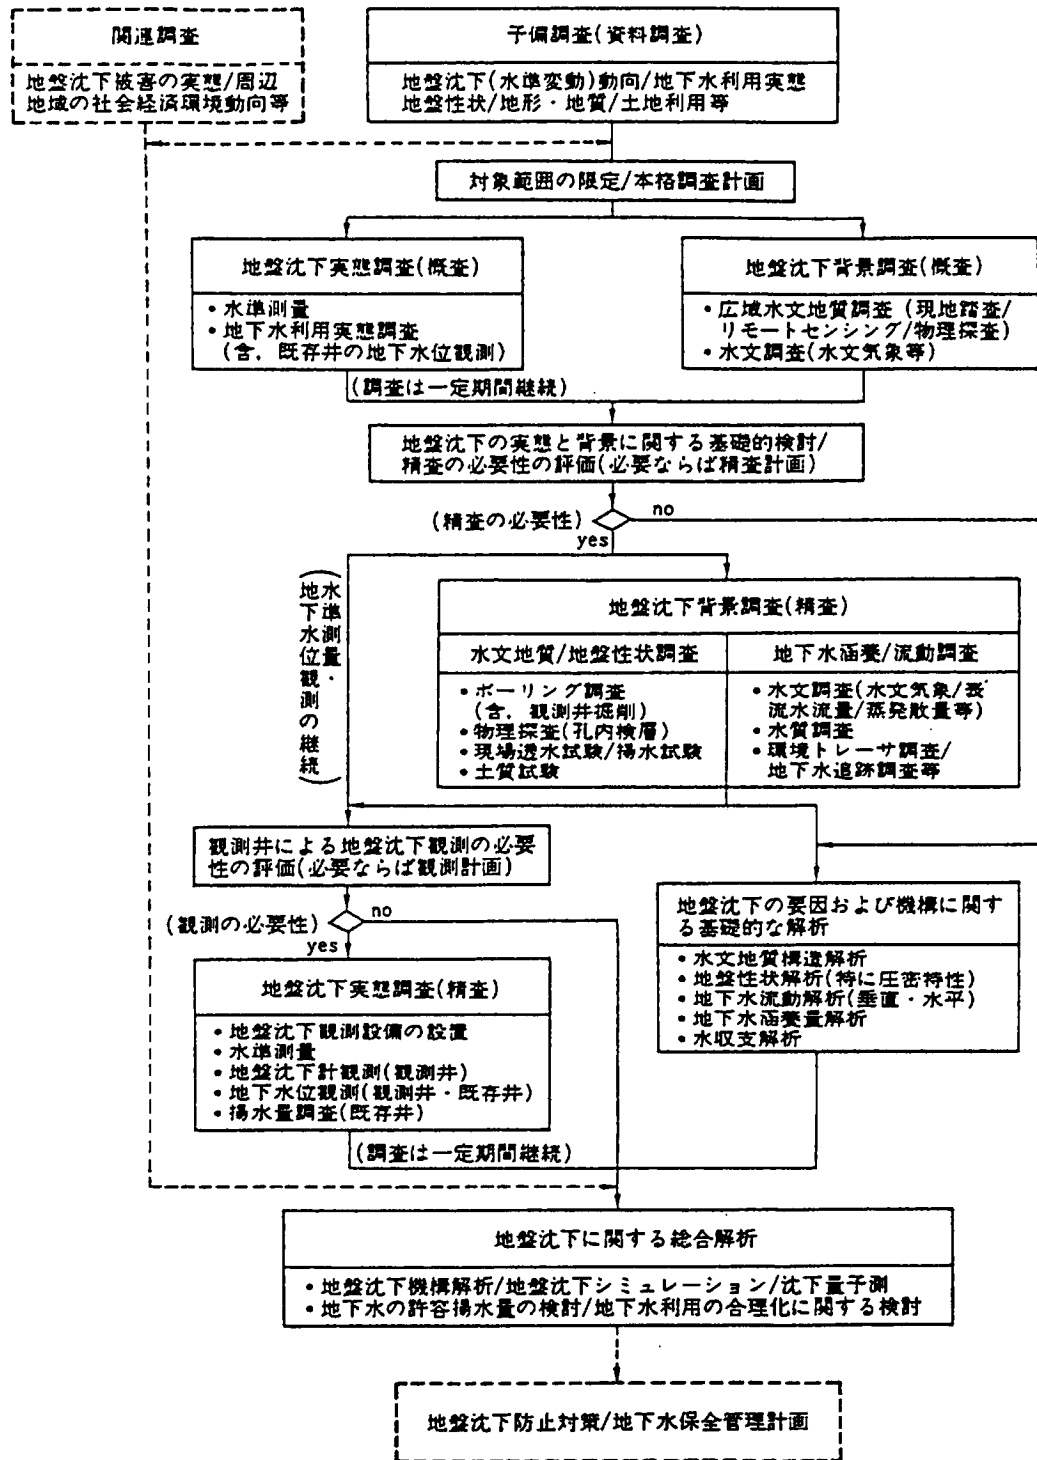 関連調査
地盤沈下被害の実態/周辺
地域の社会経済環境動向等
予備調査(資料調査)
地盤沈下(水準変動)動向/地下水利用実態
地盤性状/地形・地質/土地利用等
対象範囲の限定/本格調査計画
地盤沈下実態調査(概査)
• 水準測量
• 地下水利用実態調査
(含,既存井の地下水位観測)
地盤沈下背景調査(概査)
• 広域水文地質調査(現地踏査/
リモートセンシング/物理探査)
• 水文調査(水文気象等)
(調査は一定期間継続)
地盤沈下の実態と背景に関する基礎的検討/
精査の必要性の評価(必要ならば精査計画)
(精査の必要性)
no
yes
(水準測量・
地下水位観測の継続)
地盤沈下背景調査(精査)
水文地質/地盤性状調査
• ボーリング調査
(含,観測井掘削)
• 物理探査(孔内検層)
• 現場透水試験/揚水試験
• 土質試験
地下水涵養/流動調査
• 水文調査(水文気象/表
流水流量/蒸発散量等)
• 水質調査
• 環境トレーサ調査/
地下水追跡調査等
観測井による地盤沈下観測の必要
性の評価(必要ならば観測計画)
(観測の必要性)
no
yes
地盤沈下実態調査(精査)
• 地盤沈下観測設備の設置
• 水準測量
• 地盤沈下計観測(観測井)
• 地下水位観測(観測井・既存井)
• 揚水量調査(既存井)
(調査は一定期間継続)
地盤沈下の要因および機構に関す
る基礎的な解析
• 水文地質構造解析
• 地盤性状解析(特に圧密特性)
• 地下水流動解析(垂直・水平)
• 地下水涵養量解析
• 水収支解析
地盤沈下に関する総合解析
• 地盤沈下機構解析/地盤沈下シミュレーション/沈下量予測
• 地下水の許容揚水量の検討/地下水利用の合理化に関する検討
地盤沈下防止対策/地下水保全管理計画